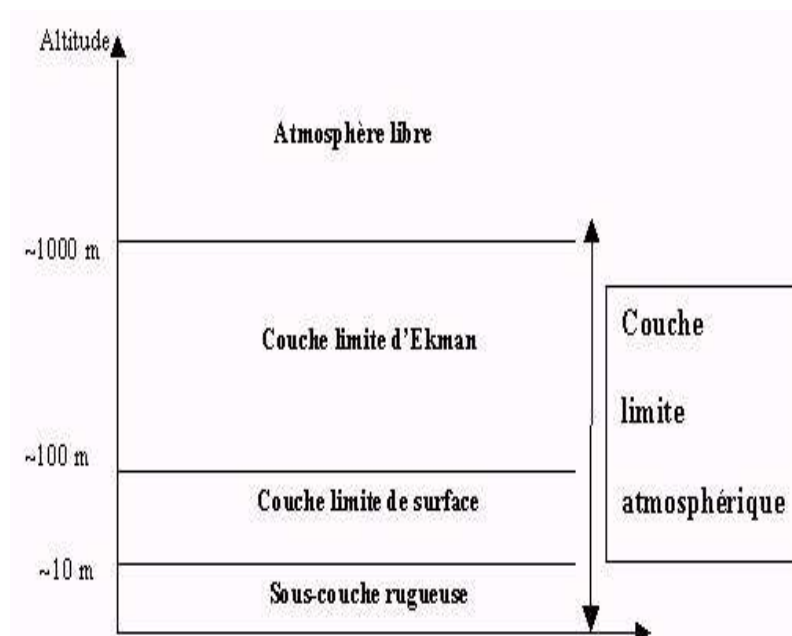 Altitude
Atmosphère libre
~1000 m
Couche limite d'Ekman
Couche
limite
atmosphérique
~100 m
Couche limite de surface
~10 m
Sous-couche rugueuse